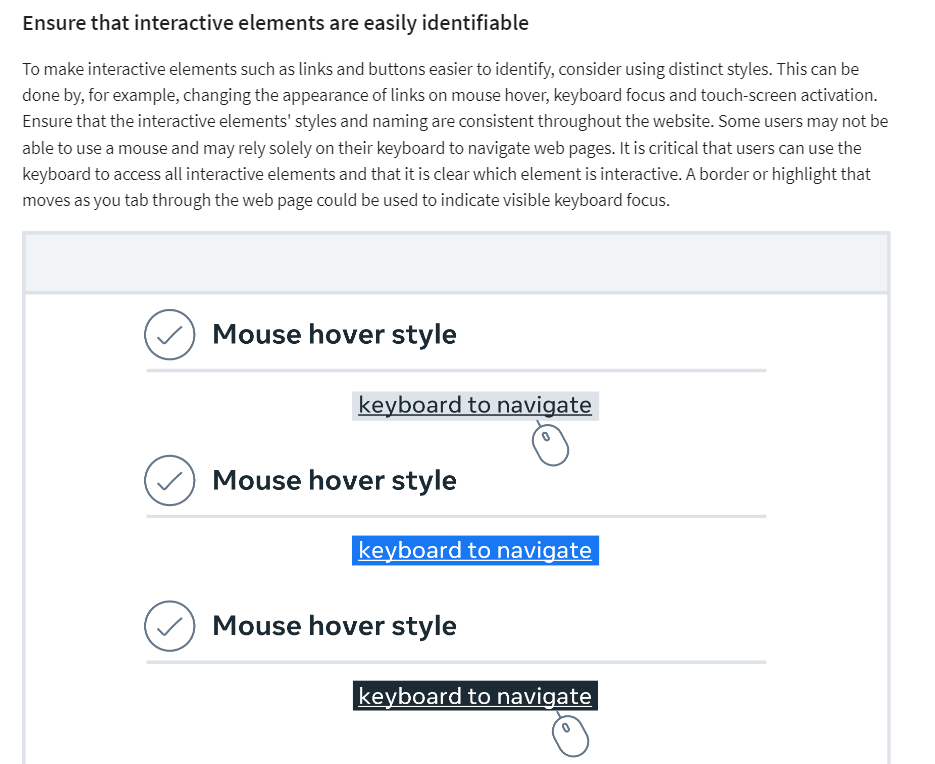 Ensure that interactive elements are easily identifiable
To make interactive elements such as links and buttons easier to identify, consider using distinct styles. This can be
done by, for example, changing the appearance of links on mouse hover, keyboard focus and touch-screen activation.
Ensure that the interactive elements' styles and naming are consistent throughout the website. Some users may not be
able to use a mouse and may rely solely on their keyboard to navigate web pages. It is critical that users can use the
keyboard to access all interactive elements and that it is clear which element is interactive. A border or highlight that
moves as you tab through the web page could be used to indicate visible keyboard focus.
Mouse hover style
keyboard to navigate
Mouse hover style
keyboard to navigate
Mouse hover style
keyboard to navigate